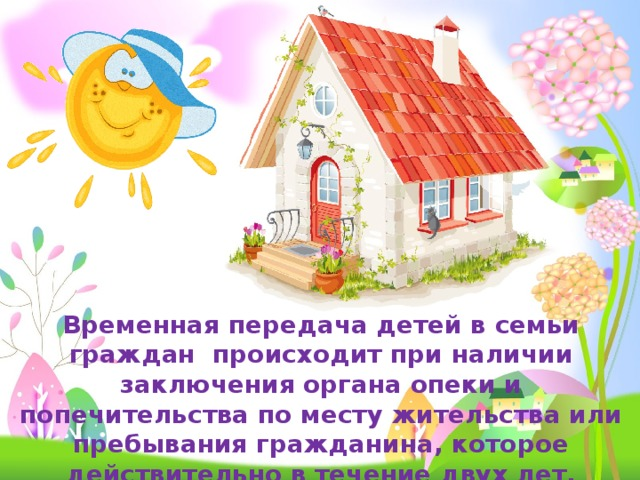 Временная передача детей в семьи
граждан происходит при наличии
заключения органа опеки и
попечительства по месту жительства или
пребывания гражданина, которое
действительно в течение двух лет.